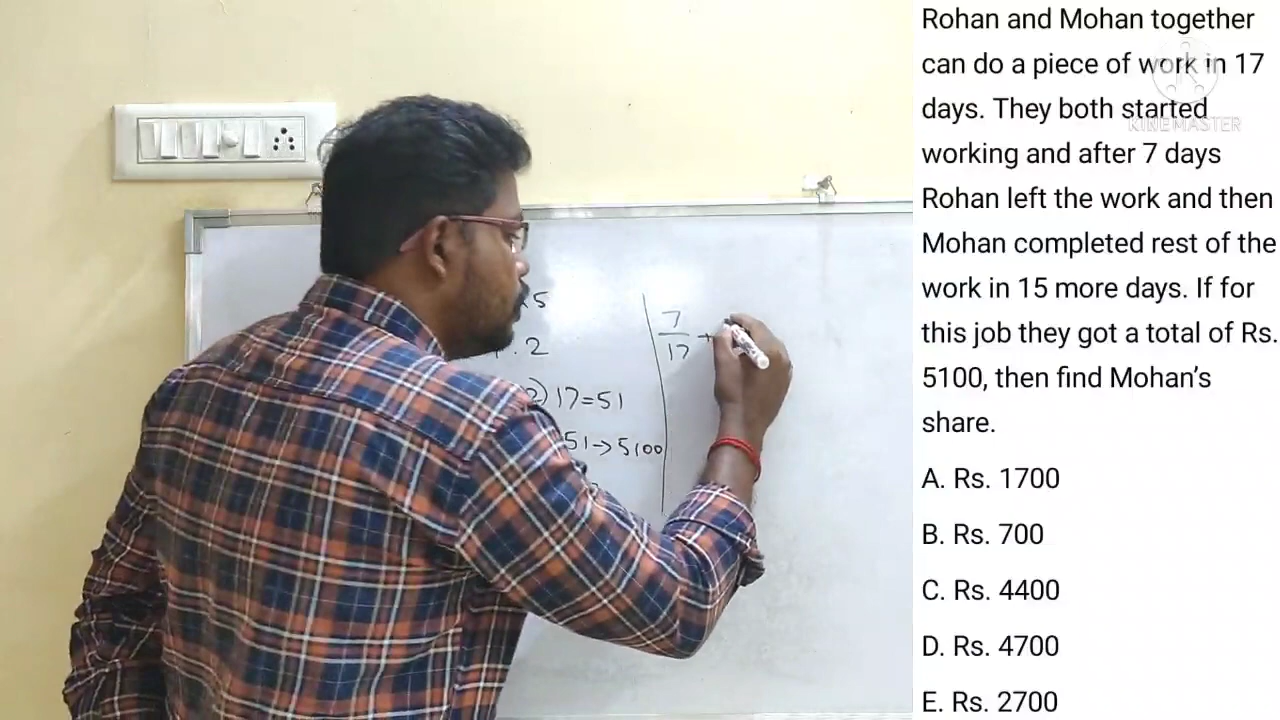 Rohan and Mohan together
can do a piece of work in 17
days. They both started
working and after 7 days
Rohan left the work and then
Mohan completed rest of the
work in 15 more days. If for
this job they got a total of Rs.
5100, then find Mohan’s
share.
A. Rs. 1700
B. Rs. 700
C. Rs. 4400
D. Rs. 4700
E. Rs. 2700
KINEMASTER
5
. 2
2) 17=51
51→5100
7
17 +